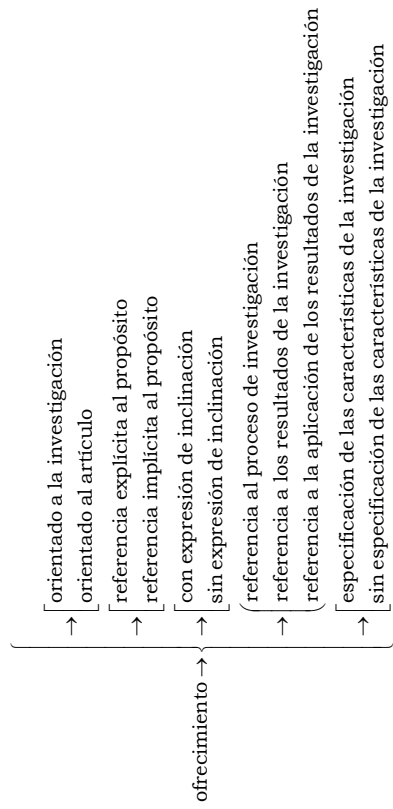 ofrecimiento →
→ orientado a la investigación
orientado al artículo
→ referencia explícita al propósito
referencia implícita al propósito
→ con expresión de inclinación
sin expresión de inclinación
→ referencia al proceso de investigación
referencia a los resultados de la investigación
referencia a la aplicación de los resultados de la investigación
→ especificación de las características de la investigación
sin especificación de las características de la investigación